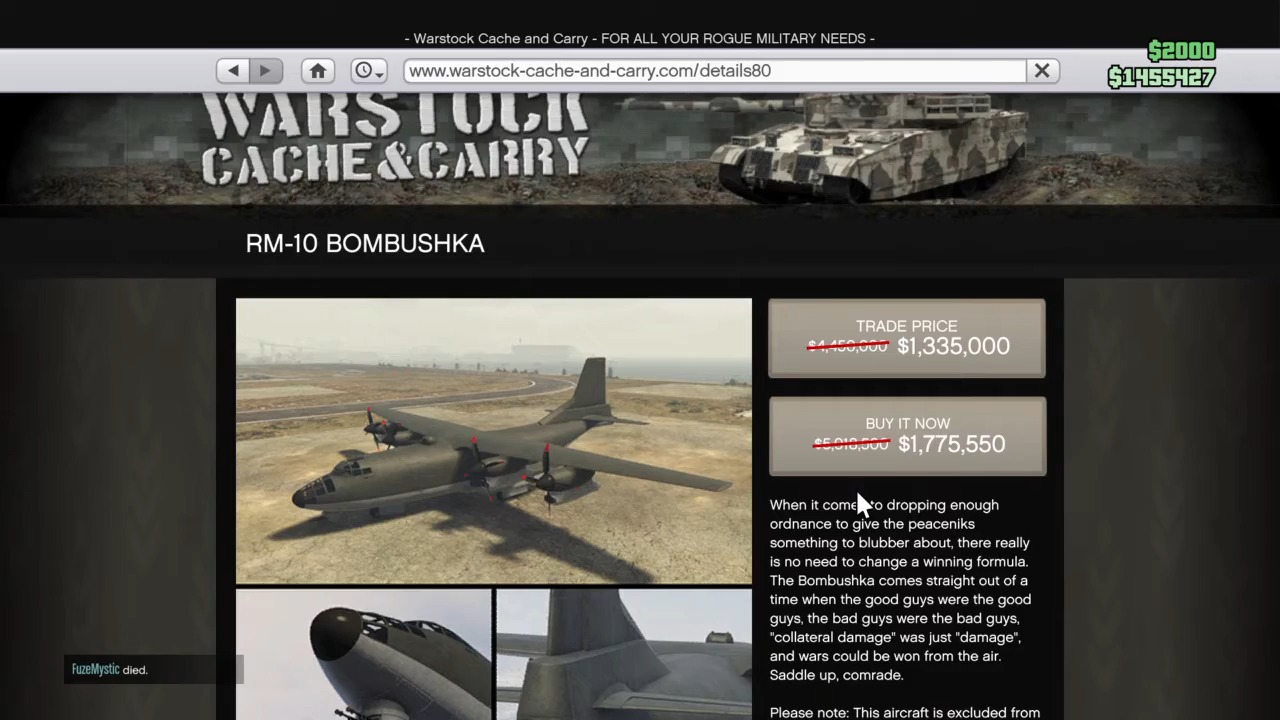 - Warstock Cache and Carry - FOR ALL YOUR ROGUE MILITARY NEEDS -
$2000
www.warstock-cache-and-carry.com/details80
$1455427
WARSTOCK
CACHE&CARRY
RM-10 BOMBUSHKA
TRADE PRICE
$4,450,000 $1,335,000
BUY IT NOW
$5,918,500 $1,775,550
When it comes to dropping enough
ordnance to give the peaceniks
something to blubber about, there really
is no need to change a winning formula.
The Bombushka comes straight out of a
time when the good guys were the good
guys, the bad guys were the bad guys,
"collateral damage" was just "damage",
and wars could be won from the air.
Saddle up, comrade.
Please note: This aircraft is excluded from
FuzeMystic died.